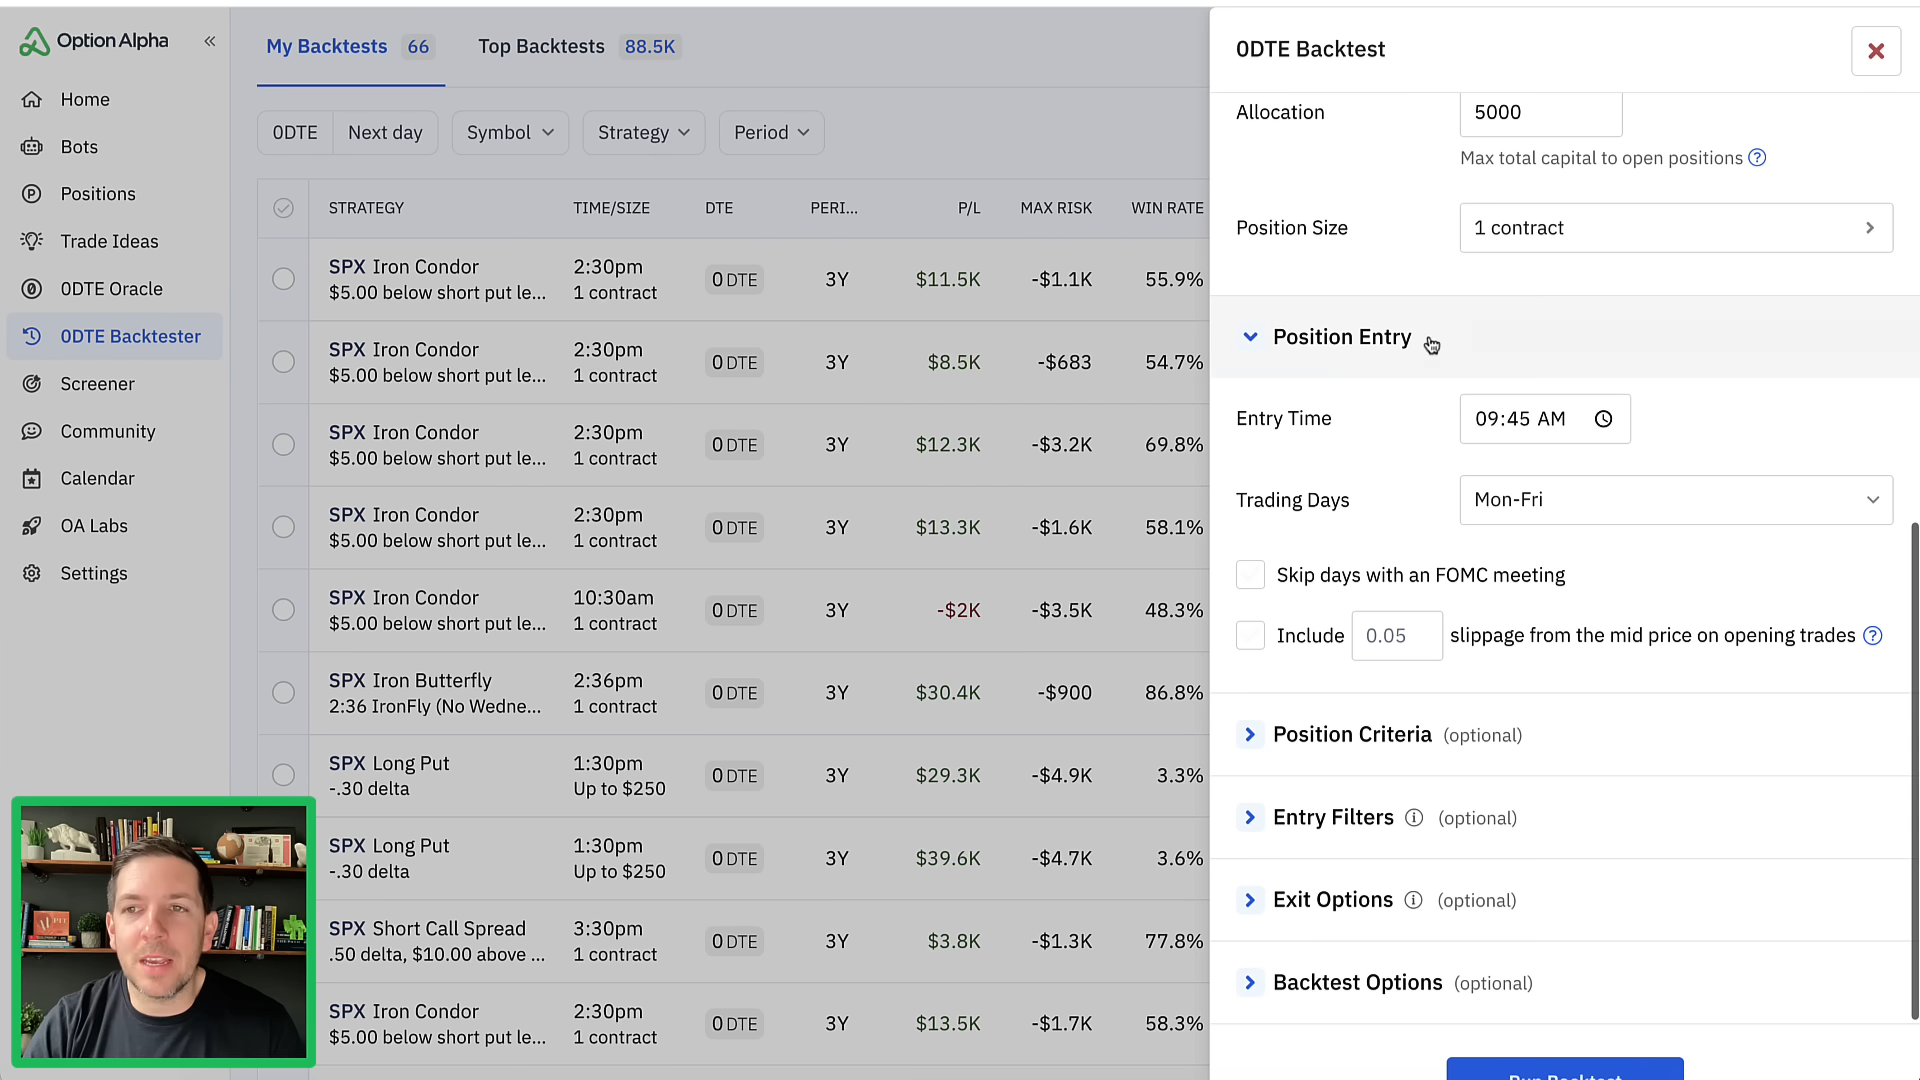 Option Alpha
Home
Bots
Positions
Trade Ideas
0DTE Oracle
0DTE Backtester
Screener
Community
Calendar
OA Labs
Settings
My Backtests 66 Top Backtests 88.5K
0DTE Next day Symbol Strategy Period
STRATEGY TIME/SIZE DTE PERI... P/L MAX RISK WIN RATE
SPX Iron Condor 2:30pm 0 DTE 3Y $11.5K -$1.1K 55.9%
$5.00 below short put le... 1 contract
SPX Iron Condor 2:30pm 0 DTE 3Y $8.5K -$683 54.7%
$5.00 below short put le... 1 contract
SPX Iron Condor 2:30pm 0 DTE 3Y $12.3K -$3.2K 69.8%
$5.00 below short put le... 1 contract
SPX Iron Condor 2:30pm 0 DTE 3Y $13.3K -$1.6K 58.1%
$5.00 below short put le... 1 contract
SPX Iron Condor 10:30am 0 DTE 3Y -$2K -$3.5K 48.3%
$5.00 below short put le... 1 contract
SPX Iron Butterfly 2:36pm 0 DTE 3Y $30.4K -$900 86.8%
2:36 IronFly (No Wedne... 1 contract
SPX Long Put 1:30pm 0 DTE 3Y $29.3K -$4.9K 3.3%
-.30 delta Up to $250
SPX Long Put 1:30pm 0 DTE 3Y $39.6K -$4.7K 3.6%
-.30 delta Up to $250
SPX Short Call Spread 3:30pm 0 DTE 3Y $3.8K -$1.3K 77.8%
.50 delta, $10.00 above ... 1 contract
SPX Iron Condor 2:30pm 0 DTE 3Y $13.5K -$1.7K 58.3%
$5.00 below short put le... 1 contract
0DTE Backtest
Allocation 5000
Max total capital to open positions ?
Position Size 1 contract
Position Entry
Entry Time 09:45 AM
Trading Days Mon-Fri
Skip days with an FOMC meeting
Include 0.05 slippage from the mid price on opening trades ?
Position Criteria (optional)
Entry Filters (optional)
Exit Options (optional)
Backtest Options (optional)
Run Backtest